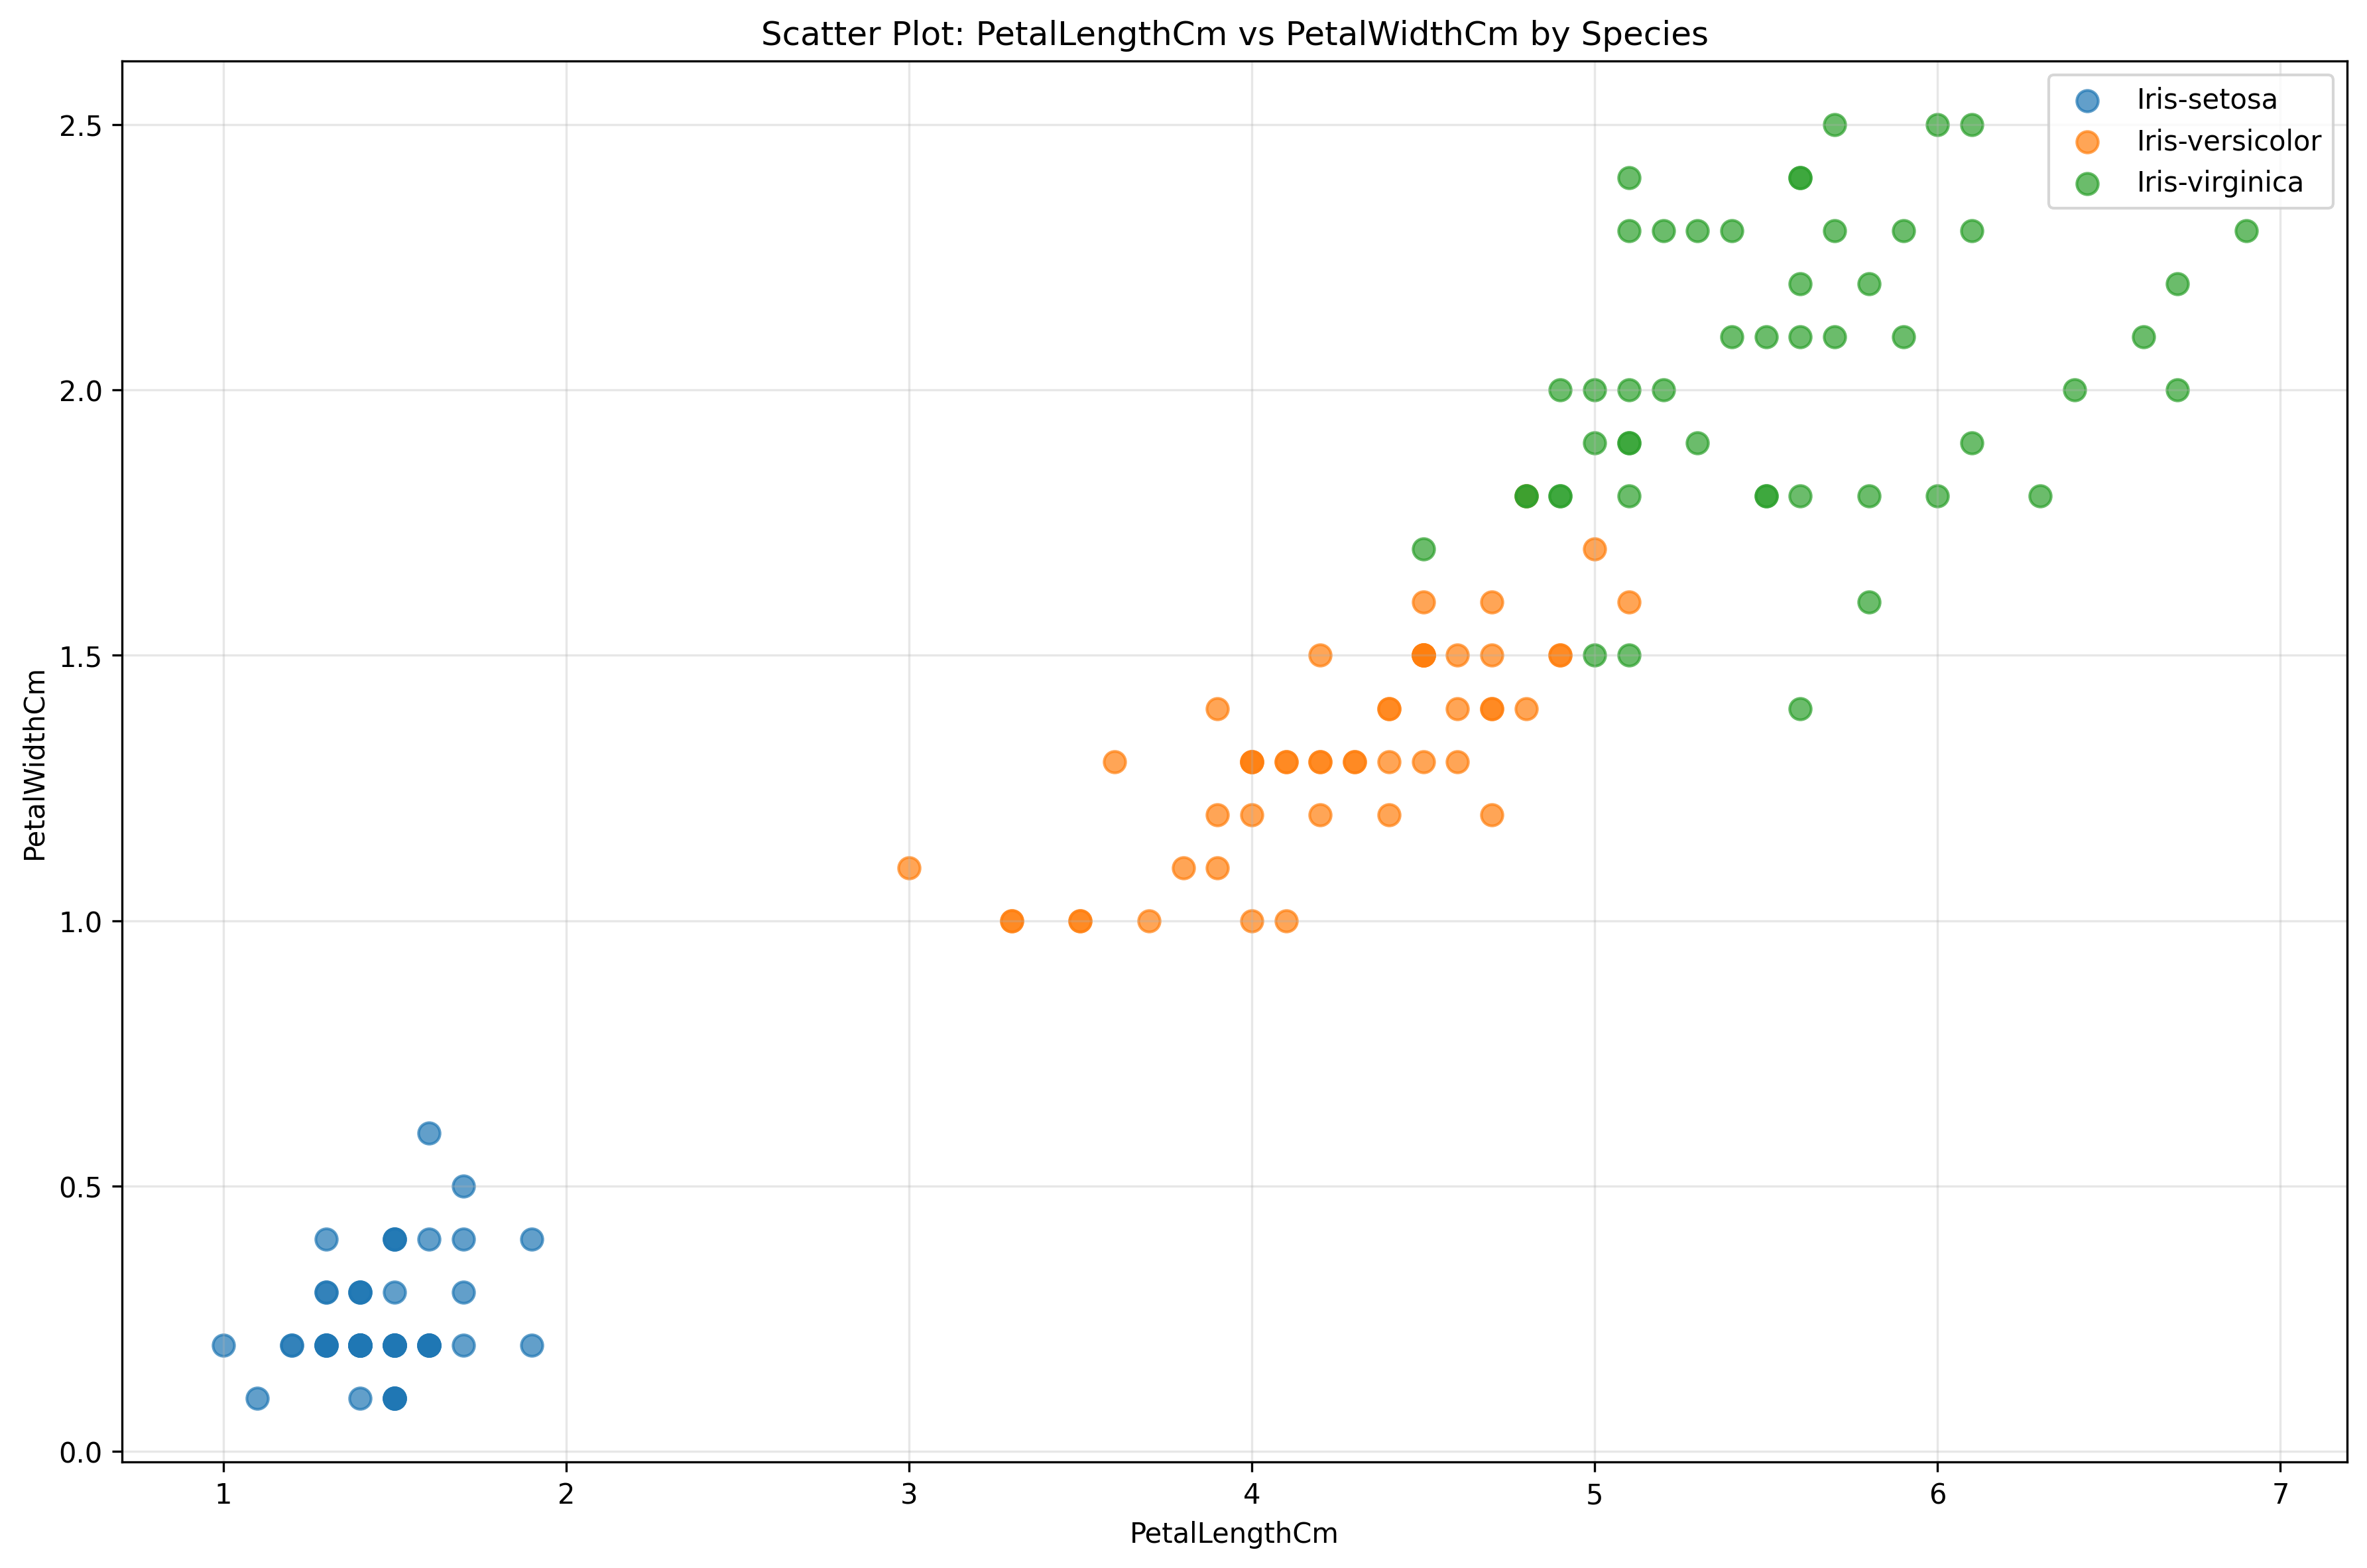 Scatter Plot: PetalLengthCm vs PetalWidthCm by Species
Iris-setosa
Iris-versicolor
Iris-virginica
2.5
2.0
1.5
1.0
0.5
0.0
PetalWidthCm
1 2 3 4 5 6 7
PetalLengthCm